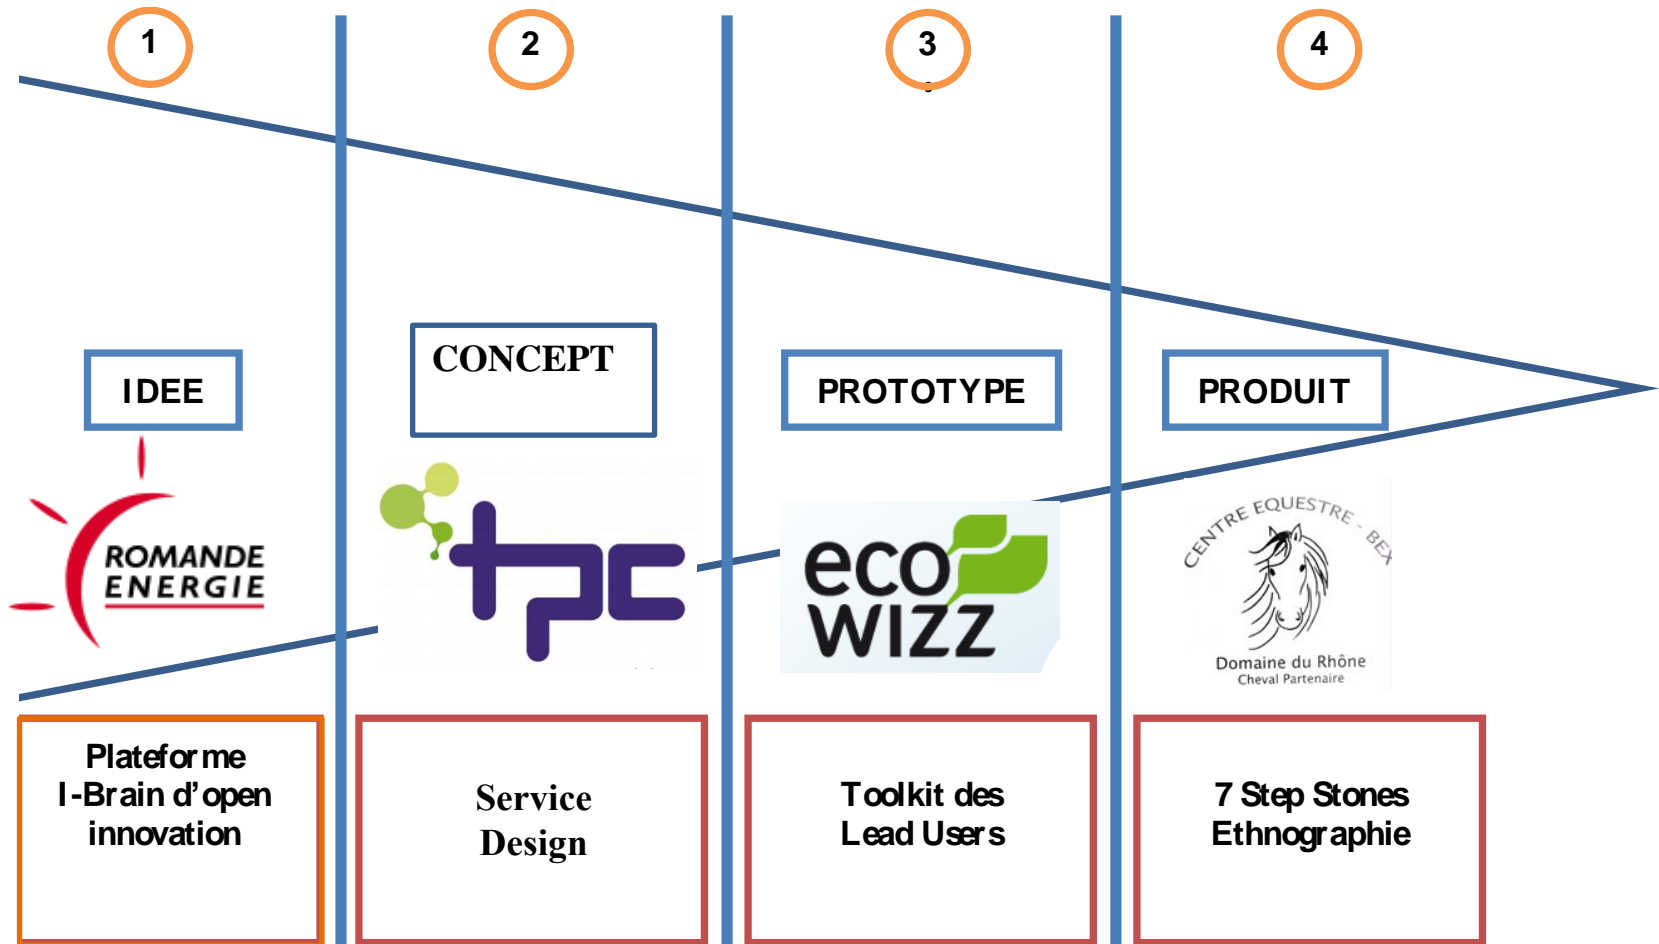 1
2
3
4
IDEE
CONCEPT
PROTOTYPE
PRODUIT
ROMANDE
ENERGIE
tpc
eco
WIZZ
CENTRE EQUESTRE - BEX
Domaine du Rhône
Cheval Partenaire
Plateforme
I-Brain d'open
innovation
Service
Design
Toolkit des
Lead Users
7 Step Stones
Ethnographie